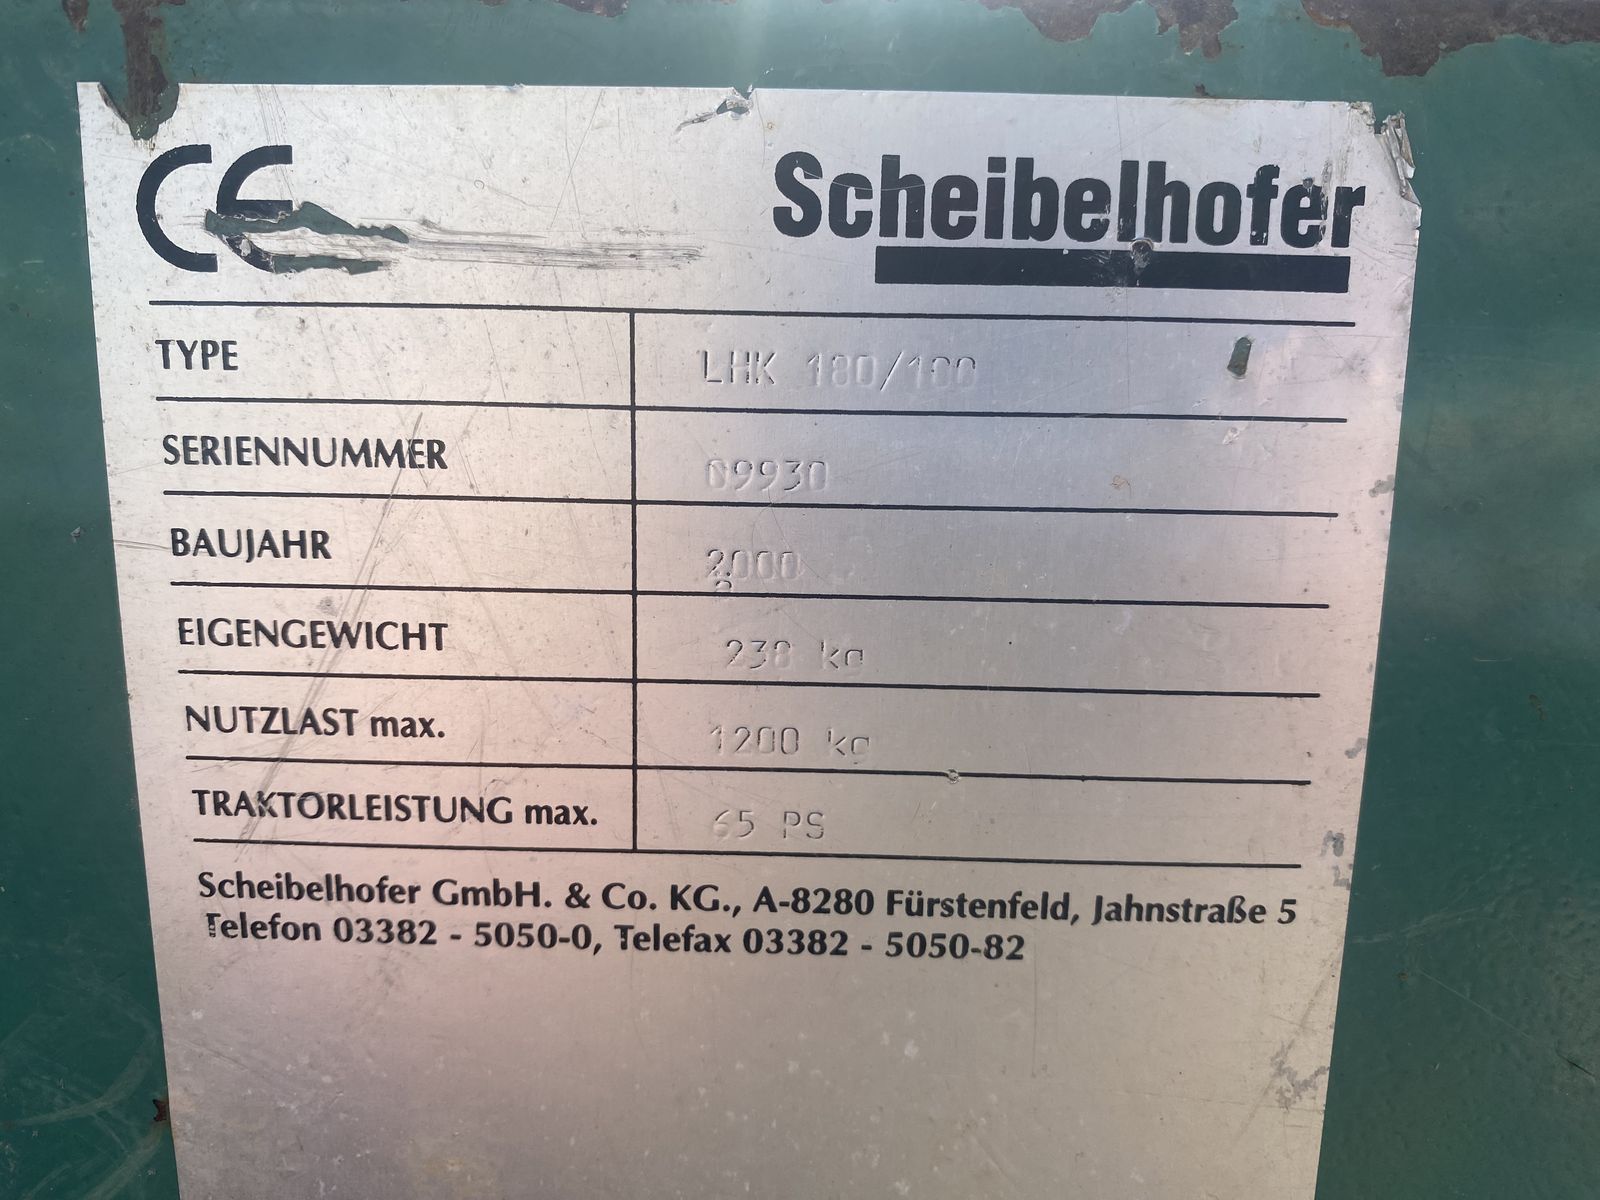 CE
Scheibelhofer
TYPE LHK 180/100
SERIENNUMMER 09930
BAUJAHR 2000
EIGENGEWICHT 238 kg
NUTZLAST max. 1200 kg
TRAKTORLEISTUNG max. 65 PS
Scheibelhofer GmbH. & Co. KG., A-8280 Fürstenfeld, Jahnstraße 5
Telefon 03382 - 5050-0, Telefax 03382 - 5050-82